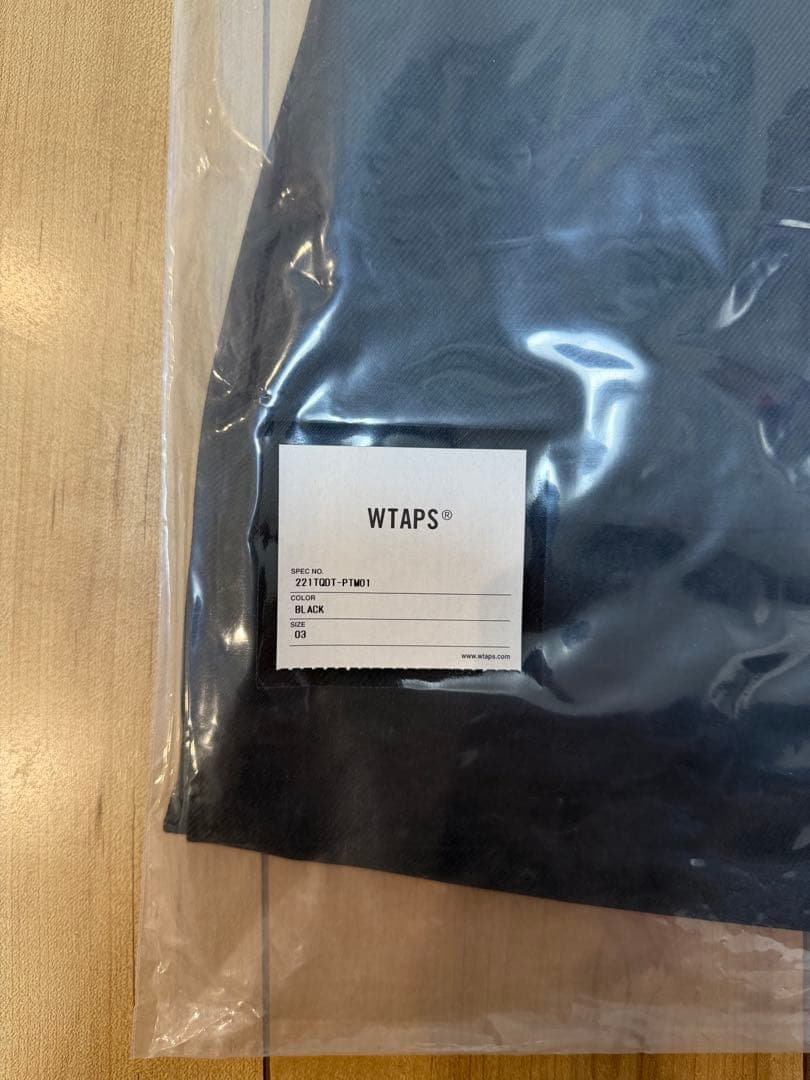 WTAPS®
SPEC NO.
221TQDT-PTM01
COLOR
BLACK
SIZE
03
www.wtaps.com